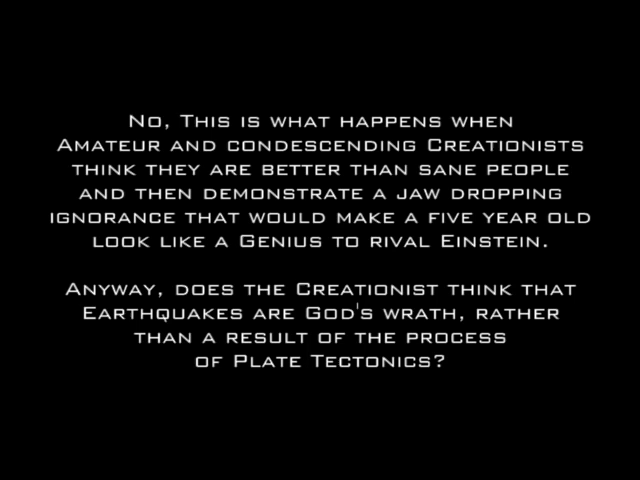 No, This is what happens when
Amateur and condescending Creationists
think they are better than sane people
and then demonstrate a jaw dropping
ignorance that would make a five year old
look like a Genius to rival Einstein.
Anyway, does the Creationist think that
Earthquakes are God's wrath, rather
than a result of the process
of Plate Tectonics?